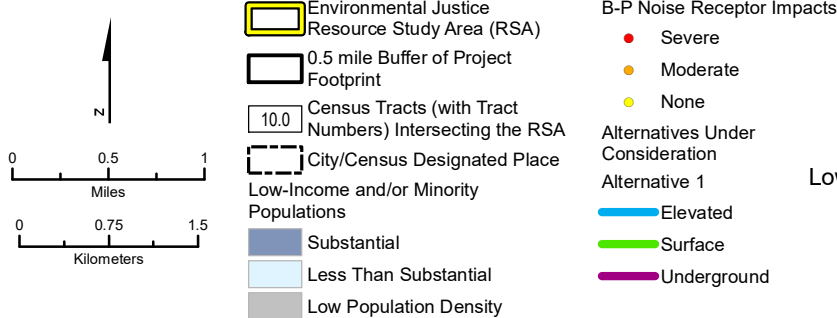 N
0 0.5 1
Miles
0 0.75 1.5
Kilometers
Environmental Justice
Resource Study Area (RSA)
0.5 mile Buffer of Project
Footprint
10.0
Census Tracts (with Tract
Numbers) Intersecting the RSA
City/Census Designated Place
Low-Income and/or Minority
Populations
Substantial
Less Than Substantial
Low Population Density
B-P Noise Receptor Impacts
Severe
Moderate
None
Alternatives Under
Consideration
Alternative 1
Elevated
Surface
Underground